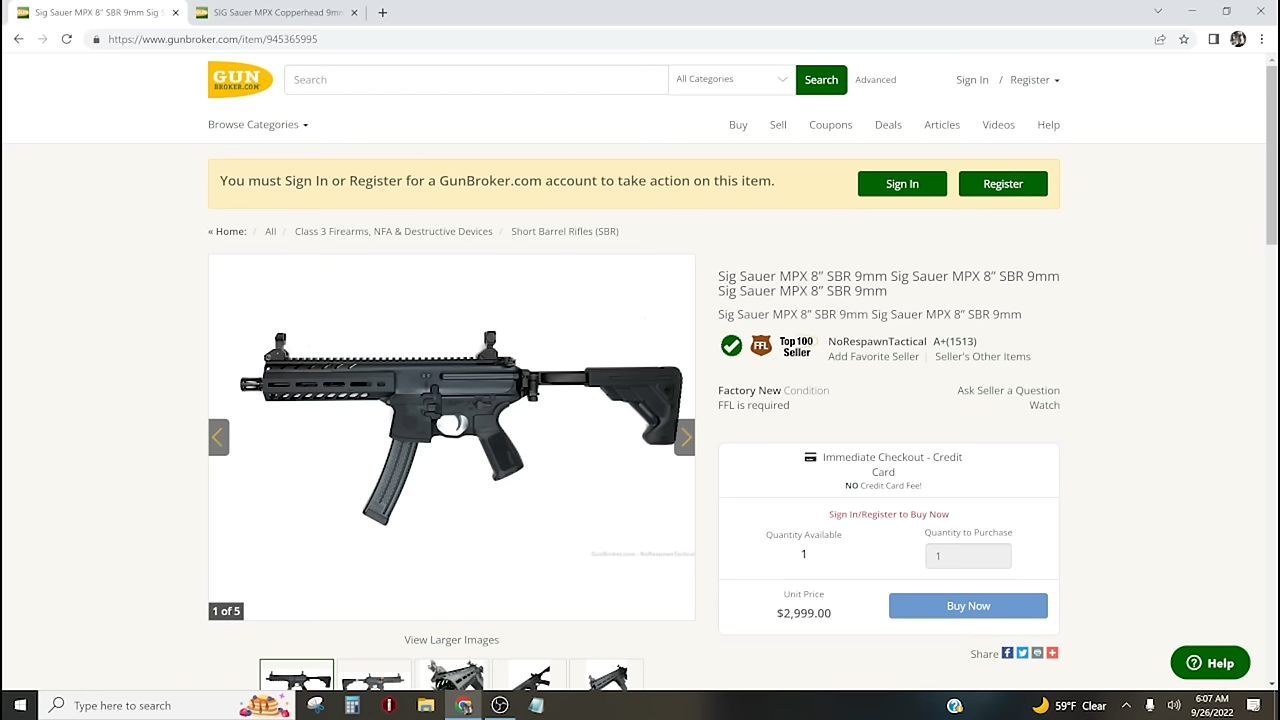 Sig Sauer MPX 8" SBR 9mm Sig S
SIG Sauer MPX Copperhead 9mm
https://www.gunbroker.com/item/945365995
GUN
BROKER.COM
Search
All Categories
Search
Advanced
Sign In / Register
Browse Categories
Buy
Sell
Coupons
Deals
Articles
Videos
Help
You must Sign In or Register for a GunBroker.com account to take action on this item.
Sign In
Register
« Home: / All / Class 3 Firearms, NFA & Destructive Devices / Short Barrel Rifles (SBR)
Sig Sauer MPX 8” SBR 9mm Sig Sauer MPX 8” SBR 9mm
Sig Sauer MPX 8” SBR 9mm
Sig Sauer MPX 8” SBR 9mm Sig Sauer MPX 8” SBR 9mm
FFL
Top 100
Seller
NoRespawnTactical A+(1513)
Add Favorite Seller | Seller's Other Items
Factory New Condition
Ask Seller a Question
FFL is required
Watch
Immediate Checkout - Credit
Card
NO Credit Card Fee!
Sign In/Register to Buy Now
Quantity Available
Quantity to Purchase
1
1
Unit Price
$2,999.00
Buy Now
GunBroker.com - NoRespawnTactical
1 of 5
View Larger Images
Share
Help
Type here to search
59°F Clear
6:07 AM
9/26/2022